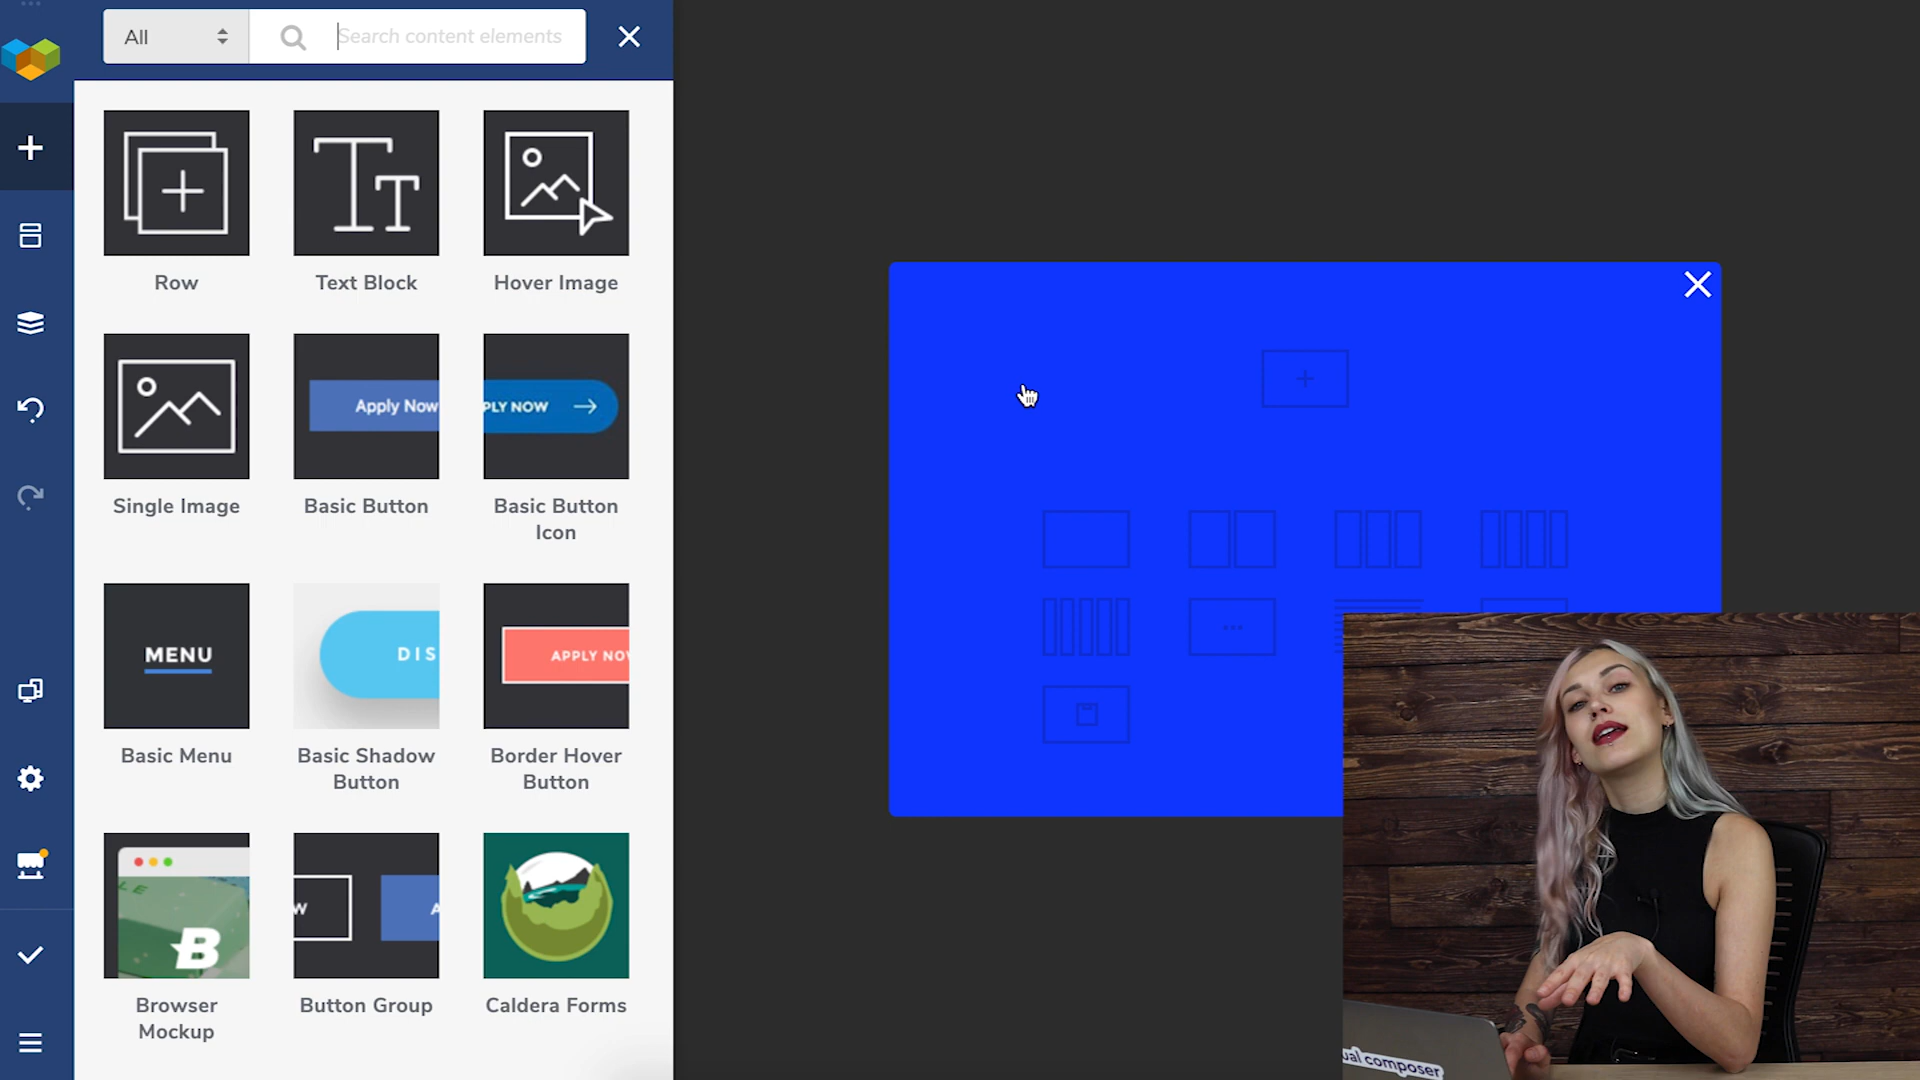 All
Search content elements
Row
Text Block
Hover Image
Apply Now
PLY NOW
Single Image
Basic Button
Basic Button
Icon
MENU
DIS
APPLY NOW
Basic Menu
Basic Shadow
Button
Border Hover
Button
LE
B
W
A
Browser
Mockup
Button Group
Caldera Forms
ual composer